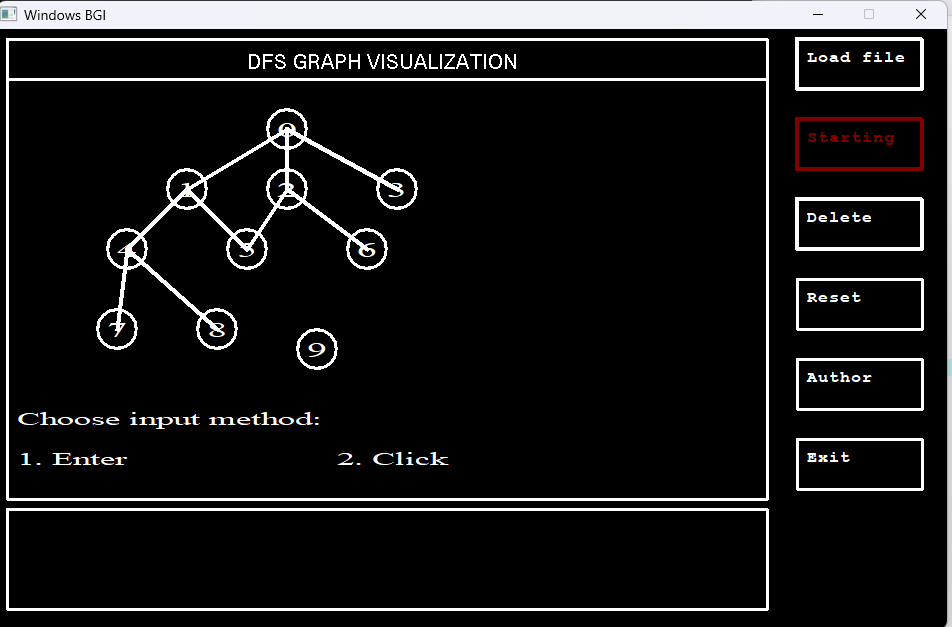 Windows BGI
DFS GRAPH VISUALIZATION
0
1 2 3
4 5 6
7 8
9
Choose input method:
1. Enter 2. Click
Load file
Starting
Delete
Reset
Author
Exit